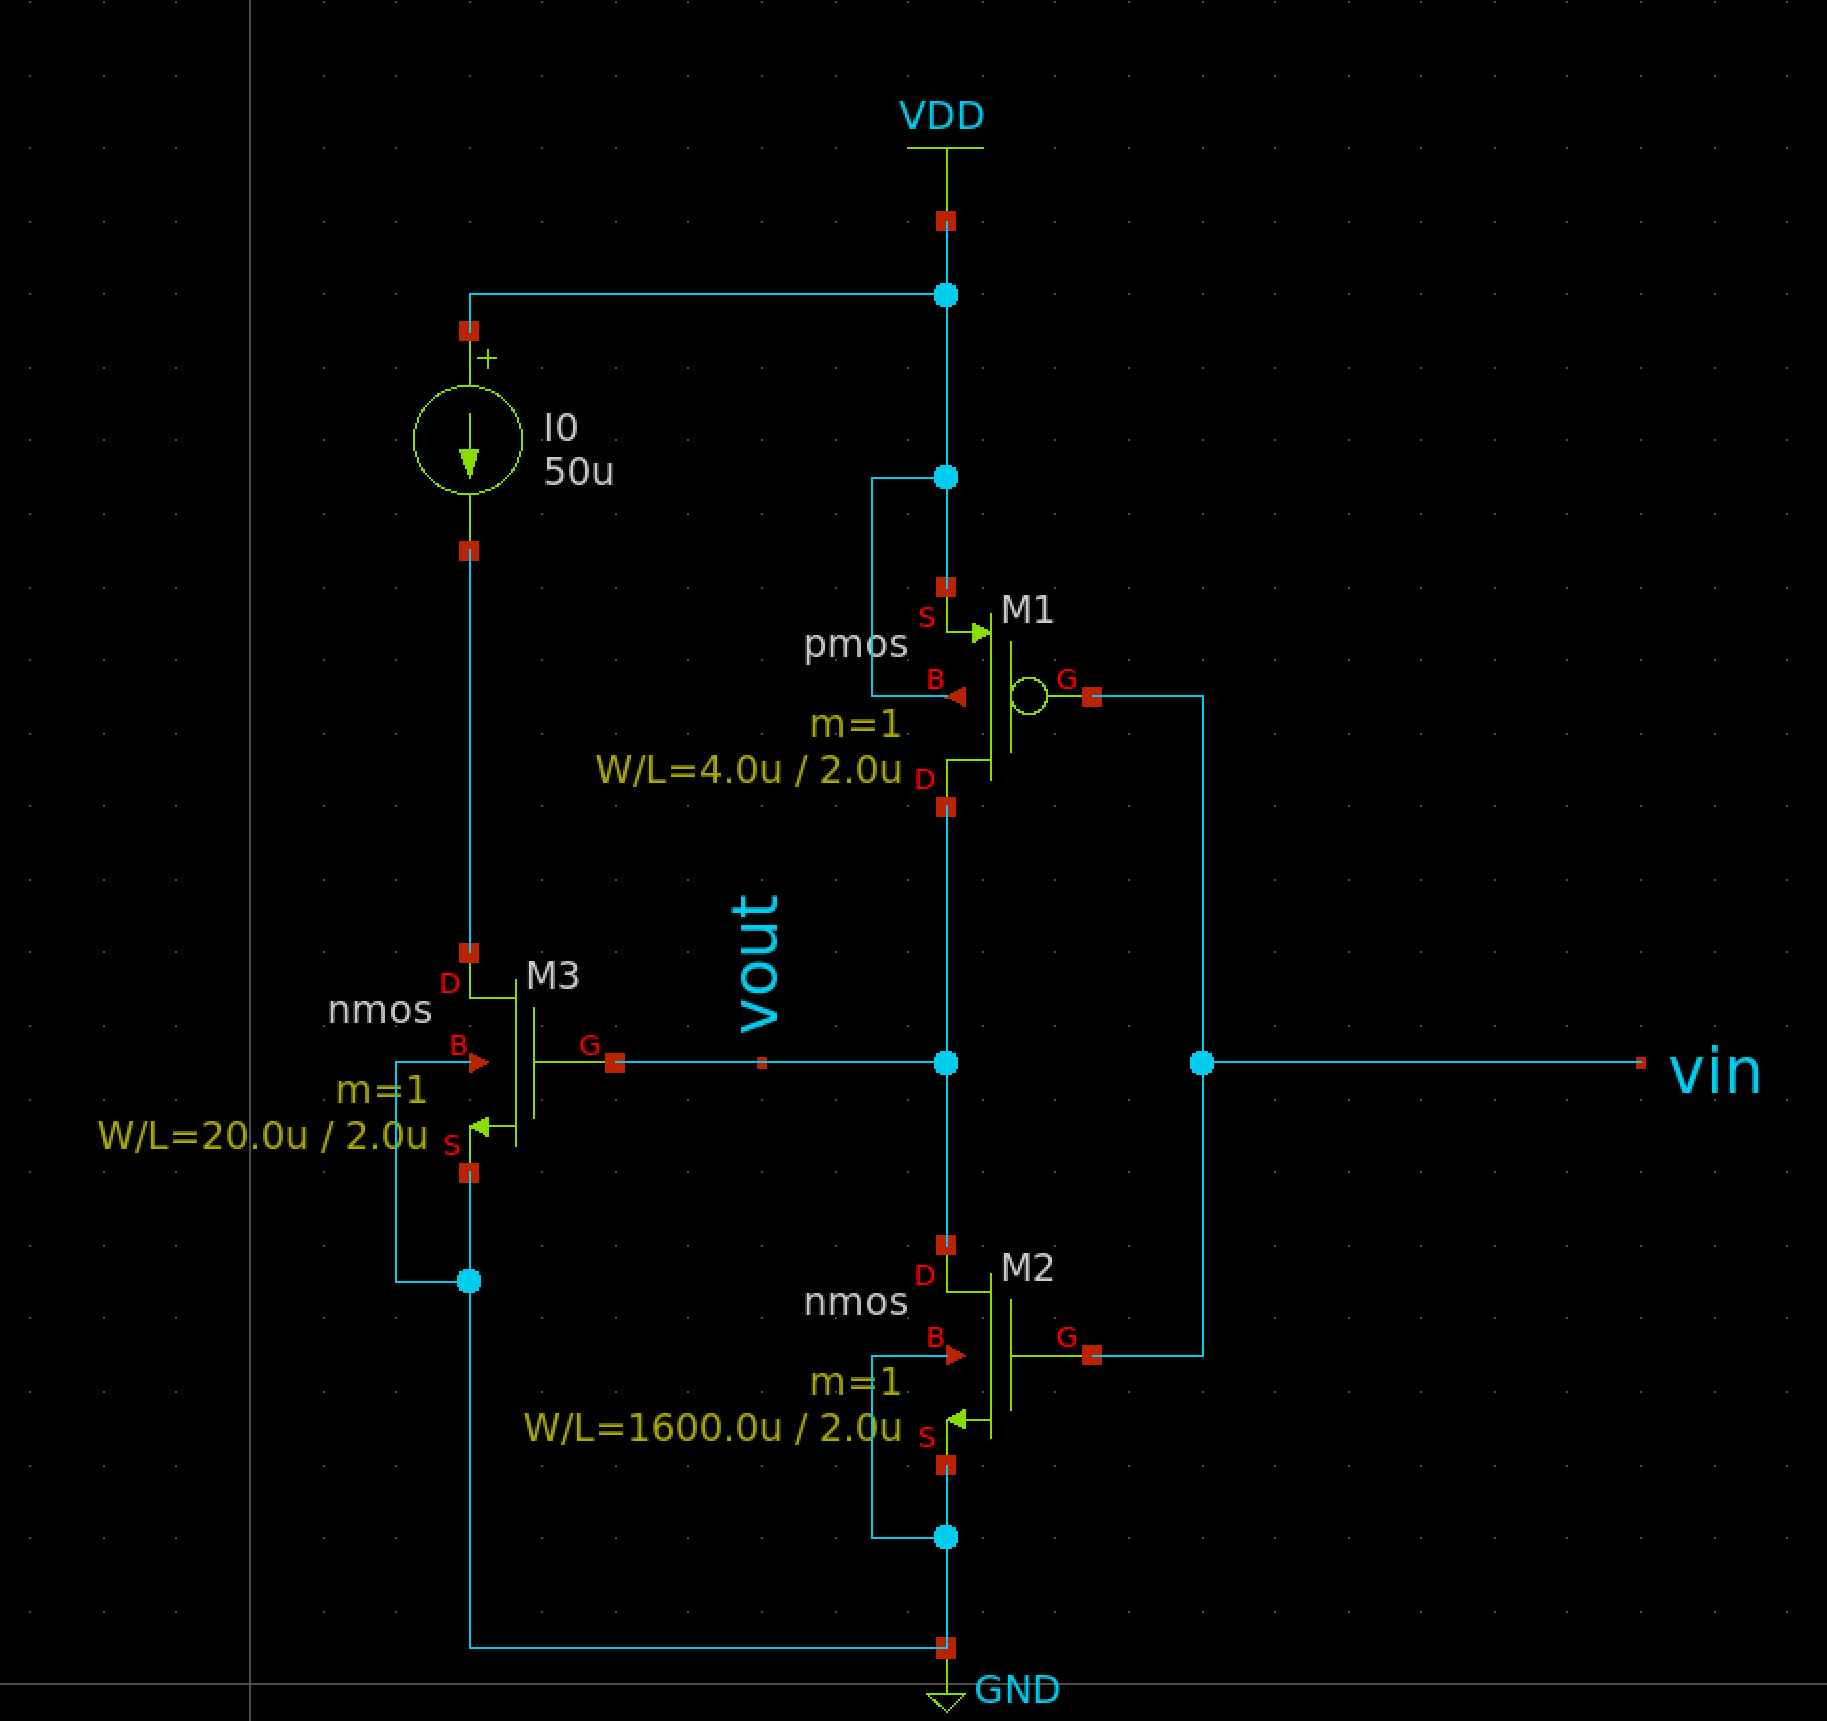 VDD
+
I0
50u
S
M1
pmos
B
G
m=1
W/L=4.0u / 2.0u
D
vout
D
M3
nmos
B
G
m=1
W/L=20.0u / 2.0u
S
vin
D
M2
nmos
B
G
m=1
W/L=1600.0u / 2.0u
S
GND